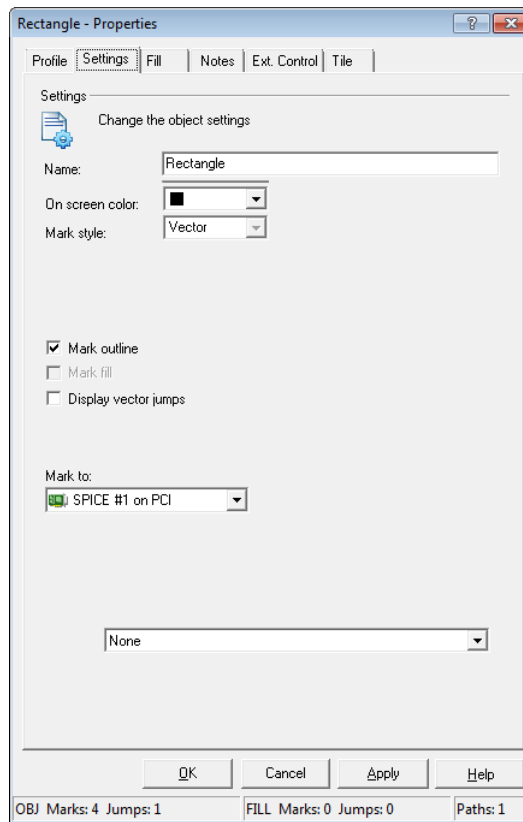 Rectangle - Properties
Profile Settings Fill Notes Ext. Control Tile
Settings
Change the object settings
Name: Rectangle
On screen color:
Mark style: Vector
Mark outline
Mark fill
Display vector jumps
Mark to:
SPICE #1 on PCI
None
OK Cancel Apply Help
OBJ Marks: 4 Jumps: 1 FILL Marks: 0 Jumps: 0 Paths: 1